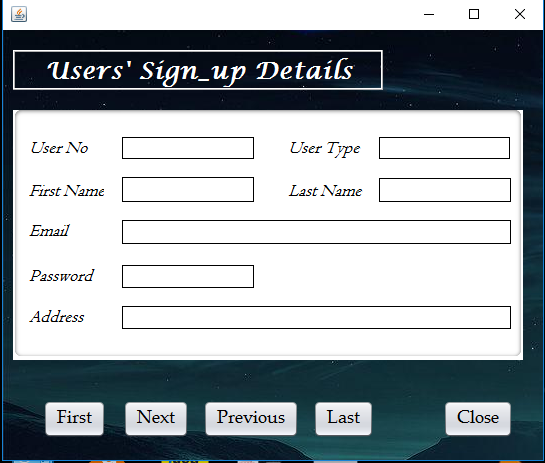 Users' Sign_up Details
User No User Type
First Name Last Name
Email
Password
Address
First Next Previous Last Close